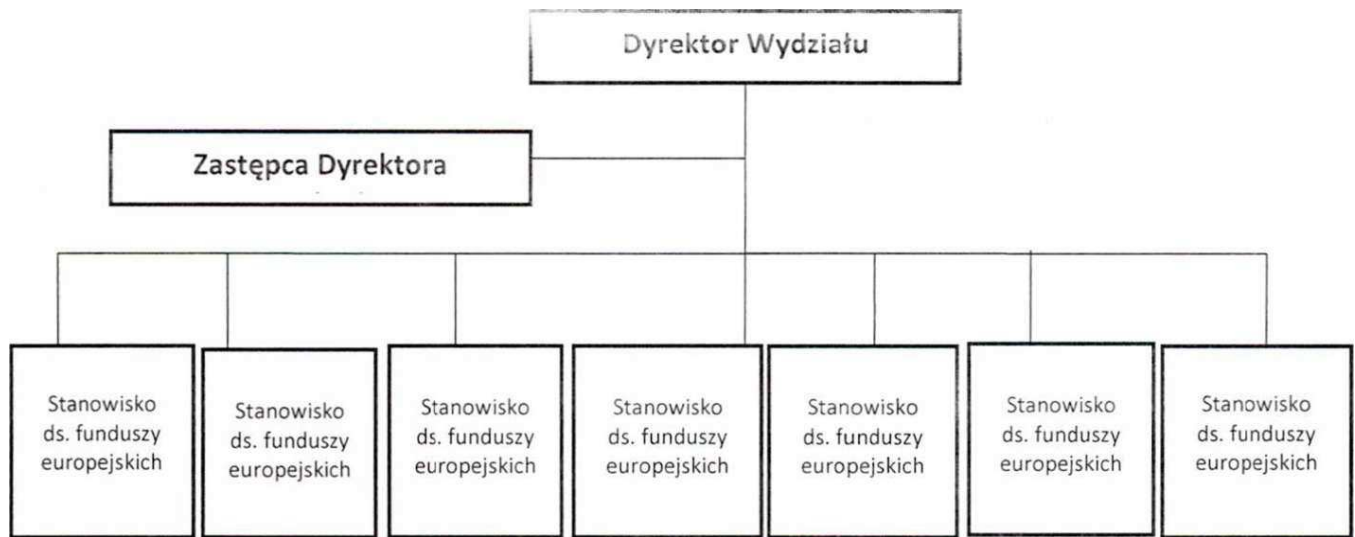 Dyrektor Wydziału
Zastępca Dyrektora
Stanowisko
ds. funduszy
europejskich
Stanowisko
ds. funduszy
europejskich
Stanowisko
ds. funduszy
europejskich
Stanowisko
ds. funduszy
europejskich
Stanowisko
ds. funduszy
europejskich
Stanowisko
ds. funduszy
europejskich
Stanowisko
ds. funduszy
europejskich